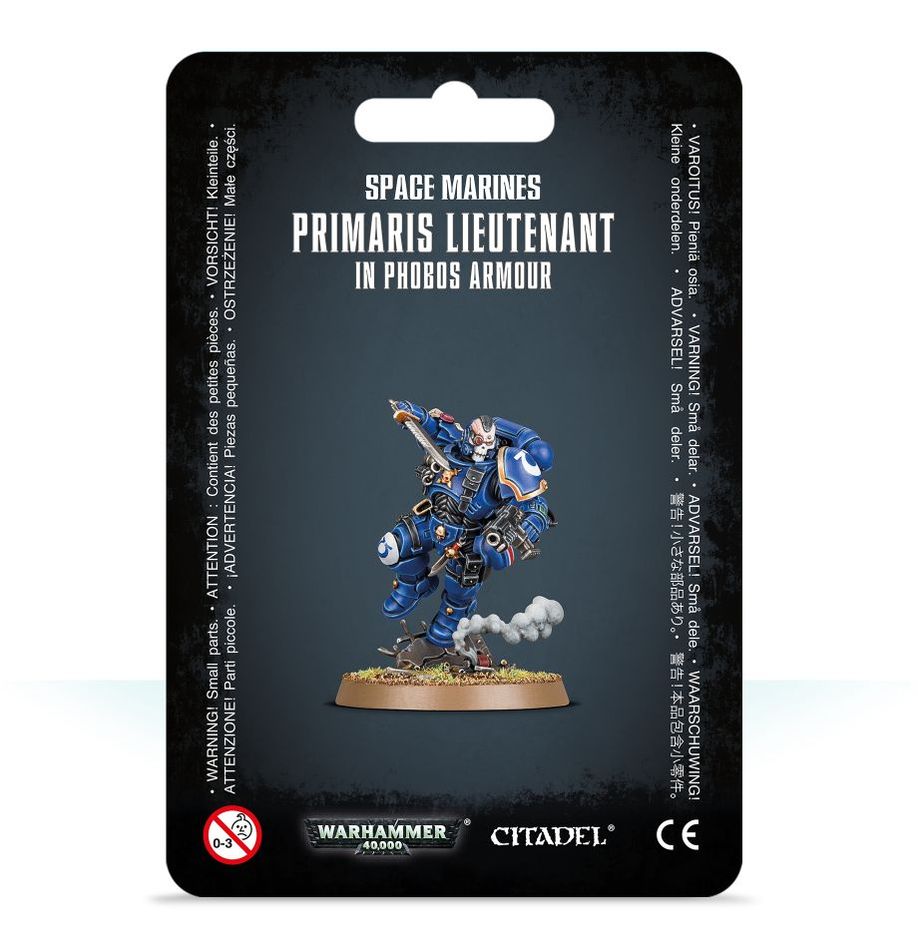 SPACE MARINES
PRIMARIS LIEUTENANT
IN PHOBOS ARMOUR
• WARNING! Small parts. • ATTENTION : Contient des petites pièces. • VORSICHT! Kleinteile. •
ATTENZIONE! Parti piccole. • ¡ADVERTENCIA! Piezas pequeñas. • OSTRZEŻENIE! Małe części.
• VAROITUS! Pieniä osia. • VARNING! Små delar. • ADVARSEL! Små dele. • WAARSCHUWING!
Kleine onderdelen. • ADVARSEL! Små deler. • 警告!小さな部品あり。• 警告!本品包含小零件。
0-3
WARHAMMER®
40,000
CITADEL®
CE